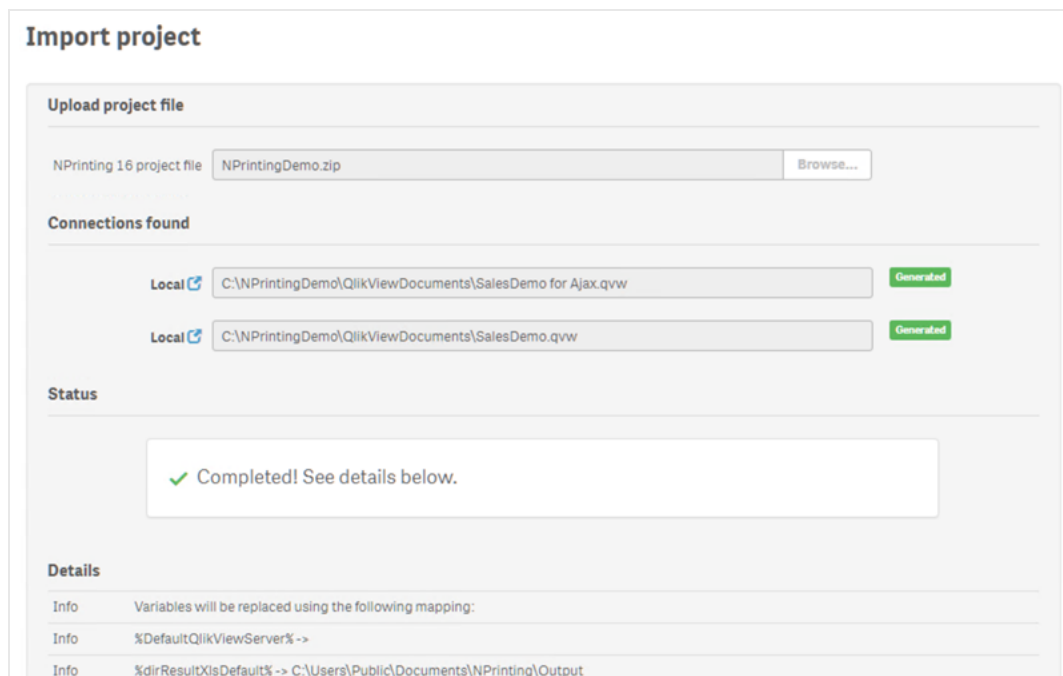 Import project
Upload project file
NPrinting 16 project file NPrintingDemo.zip Browse...
Connections found
Local C:\NPrintingDemo\QlikViewDocuments\SalesDemo for Ajax.qvw Generated
Local C:\NPrintingDemo\QlikViewDocuments\SalesDemo.qvw Generated
Status
Completed! See details below.
Details
Info Variables will be replaced using the following mapping:
Info %DefaultQlikViewServer% ->
Info %dirResultXlsDefault% -> C:\Users\Public\Documents\NPrinting\Output